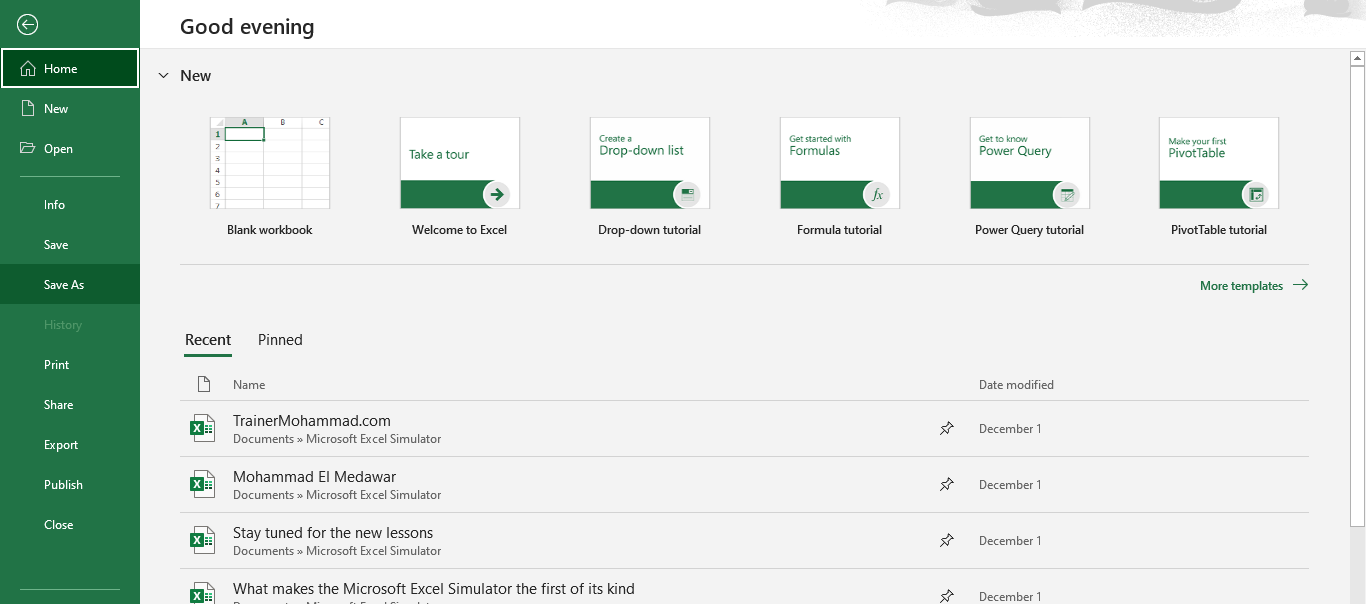 Good evening
Home
New
Open
Info
Save
Save As
History
Print
Share
Export
Publish
Close
New
A B C
1
2
3
4
5
6
7
Blank workbook
Take a tour
Welcome to Excel
Create a
Drop-down list
Drop-down tutorial
Get started with
Formulas
fx
Formula tutorial
Get to know
Power Query
Power Query tutorial
Make your first
PivotTable
PivotTable tutorial
More templates
Recent Pinned
Name Date modified
TrainerMohammad.com
Documents » Microsoft Excel Simulator
December 1
Mohammad El Medawar
Documents » Microsoft Excel Simulator
December 1
Stay tuned for the new lessons
Documents » Microsoft Excel Simulator
December 1
What makes the Microsoft Excel Simulator the first of its kind
Documents » Microsoft Excel Simulator
December 1